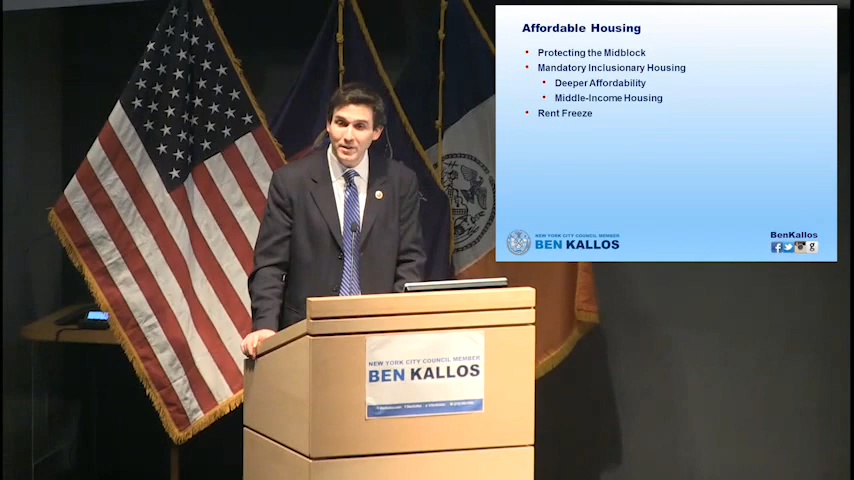 Affordable Housing
Protecting the Midblock
Mandatory Inclusionary Housing
Deeper Affordability
Middle-Income Housing
Rent Freeze
NEW YORK CITY COUNCIL MEMBER
BEN KALLOS
BenKallos
NEW YORK CITY COUNCIL MEMBER
BEN KALLOS